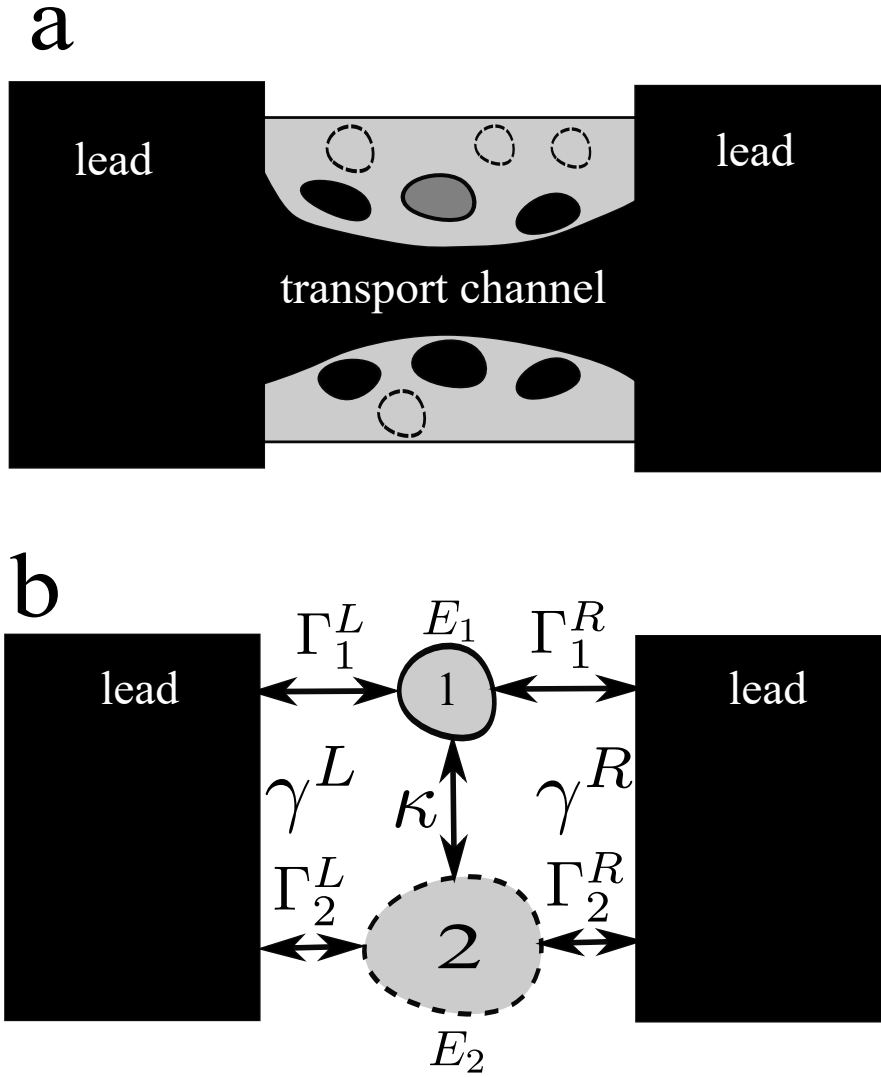 a
lead
lead
transport channel
b
Γ₁ᴸ
E₁
Γ₁ᴿ
lead
1
lead
γᴸ
κ
γᴿ
Γ₂ᴸ
Γ₂ᴿ
2
E₂